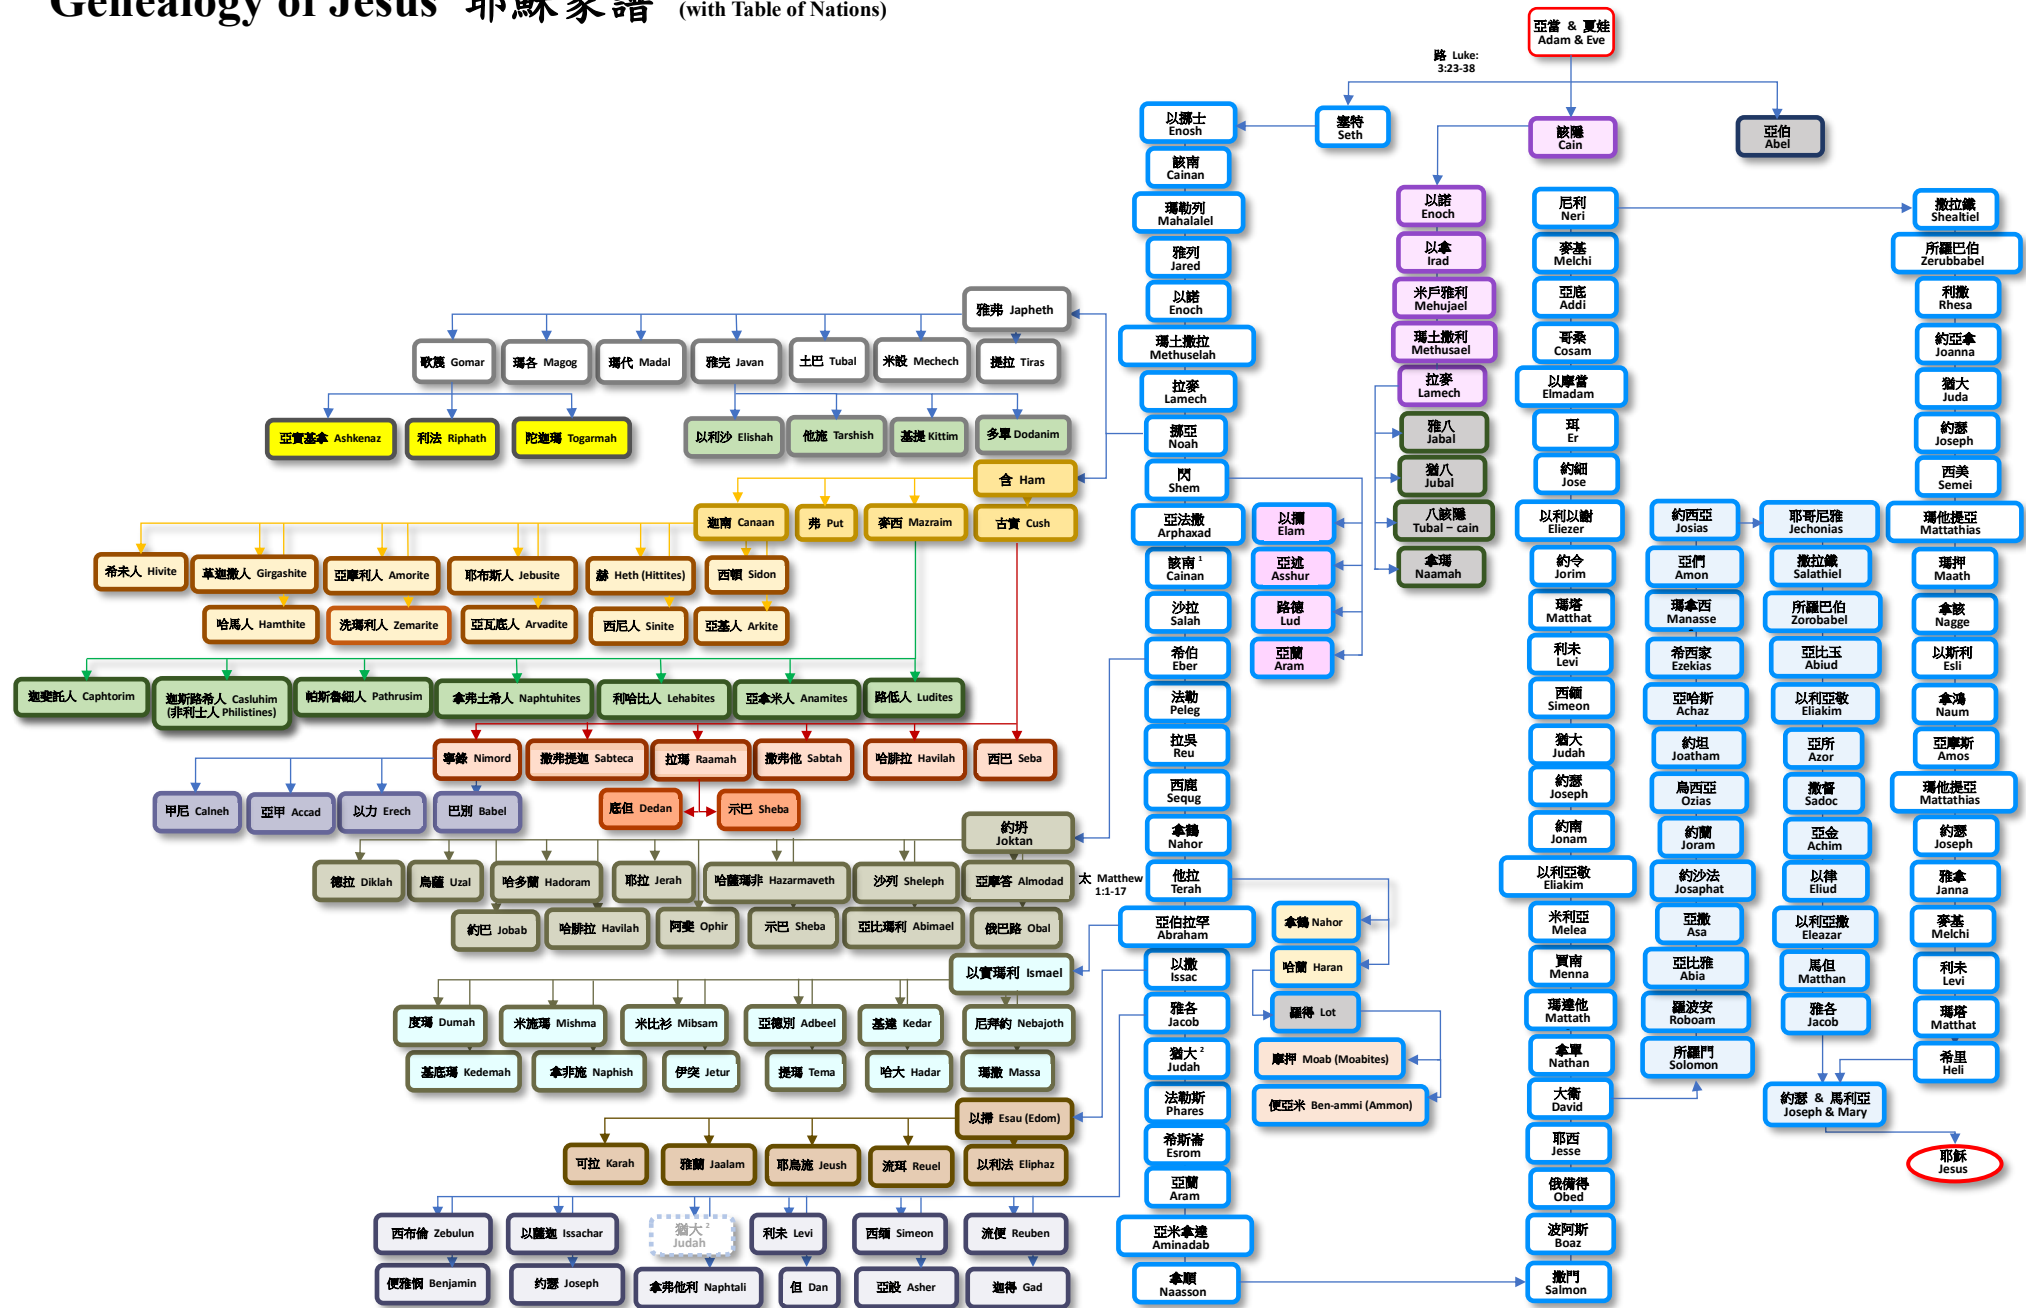 Genealogy of Jesus 耶穌家譜 (with Table of Nations)
亞當 & 夏娃
Adam & Eve
路 Luke:
3:23-38
以挪士
Enosh
塞特
Seth
該隱
Cain
亞伯
Abel
該南
Cainan
瑪勒列
Mahalalel
雅列
Jared
以諾
Enoch
瑪土撒拉
Methuselah
拉麥
Lamech
挪亞
Noah
閃
Shem
亞法撒
Arphaxad
該南 1
Cainan
沙拉
Salah
希伯
Eber
法勒
Peleg
拉吳
Reu
西鹿
Sequg
拿鶴
Nahor
太 Matthew
1:1-17
他拉
Terah
亞伯拉罕
Abraham
以撒
Issac
雅各
Jacob
猶大 2
Judah
法勒斯
Phares
希斯崙
Esrom
亞蘭
Aram
亞米拿達
Aminadab
拿順
Naasson
以諾
Enoch
以拿
Irad
米戶雅利
Mehujael
瑪土撒利
Methusael
拉麥
Lamech
雅八
Jabal
猶八
Jubal
八該隱
Tubal – cain
拿瑪
Naamah
以攔
Elam
亞述
Asshur
路德
Lud
亞蘭
Aram
拿鶴 Nahor
哈蘭 Haran
羅得 Lot
摩押 Moab (Moabites)
便亞米 Ben-ammi (Ammon)
雅弗 Japheth
歌篾 Gomar
瑪各 Magog
瑪代 Madal
雅完 Javan
土巴 Tubal
米設 Mechech
提拉 Tiras
亞實基拿 Ashkenaz
利法 Riphath
陀迦瑪 Togarmah
以利沙 Elishah
他施 Tarshish
基提 Kittim
多單 Dodanim
含 Ham
迦南 Canaan
弗 Put
麥西 Mazraim
古實 Cush
希未人 Hivite
革迦撒人 Girgashite
亞摩利人 Amorite
耶布斯人 Jebusite
赫 Heth (Hittites)
西頓 Sidon
哈馬人 Hamthite
洗瑪利人 Zemarite
亞瓦底人 Arvadite
西尼人 Sinite
亞基人 Arkite
迦斐託人 Caphtorim
迦斯路希人 Casluhim
(非利士人 Philistines)
帕斯魯細人 Pathrusim
拿弗土希人 Naphtuhites
利哈比人 Lehabites
亞拿米人 Anamites
路低人 Ludites
寧錄 Nimord
撒弗提迦 Sabteca
拉瑪 Raamah
撒弗他 Sabtah
哈腓拉 Havilah
西巴 Seba
甲尼 Calneh
亞甲 Accad
以力 Erech
巴別 Babel
底但 Dedan
示巴 Sheba
約坍
Joktan
德拉 Diklah
烏薩 Uzal
哈多蘭 Hadoram
耶拉 Jerah
哈薩瑪非 Hazarmaveth
沙列 Sheleph
亞摩答 Almodad
約巴 Jobab
哈腓拉 Havilah
阿斐 Ophir
示巴 Sheba
亞比瑪利 Abimael
俄巴路 Obal
以實瑪利 Ismael
度瑪 Dumah
米施瑪 Mishma
米比衫 Mibsam
亞德別 Adbeel
基達 Kedar
尼拜約 Nebajoth
基底瑪 Kedemah
拿非施 Naphish
伊突 Jetur
提瑪 Tema
哈大 Hadar
瑪撒 Massa
以掃 Esau (Edom)
可拉 Karah
雅蘭 Jaalam
耶烏施 Jeush
流珥 Reuel
以利法 Eliphaz
西布倫 Zebulun
以薩迦 Issachar
猶大 2
Judah
利未 Levi
西緬 Simeon
流便 Reuben
便雅憫 Benjamin
約瑟 Joseph
拿弗他利 Naphtali
但 Dan
亞設 Asher
迦得 Gad
尼利
Neri
麥基
Melchi
亞底
Addi
哥桑
Cosam
以摩當
Elmadam
珥
Er
約細
Jose
以利以謝
Eliezer
約令
Jorim
瑪塔
Matthat
利未
Levi
西緬
Simeon
猶大
Judah
約瑟
Joseph
約南
Jonam
以利亞敬
Eliakim
米利亞
Melea
買南
Menna
瑪達他
Mattath
拿單
Nathan
大衛
David
耶西
Jesse
俄備得
Obed
波阿斯
Boaz
撒門
Salmon
約西亞
Josias
亞們
Amon
瑪拿西
Manasse
希西家
Ezekias
亞哈斯
Achaz
約坦
Joatham
烏西亞
Ozias
約蘭
Joram
約沙法
Josaphat
亞撒
Asa
亞比雅
Abia
羅波安
Roboam
所羅門
Solomon
耶哥尼雅
Jechonias
撒拉鐵
Salathiel
所羅巴伯
Zorobabel
亞比玉
Abiud
以利亞敬
Eliakim
亞所
Azor
撒督
Sadoc
亞金
Achim
以律
Eliud
以利亞撒
Eleazar
馬但
Matthan
雅各
Jacob
約瑟 & 馬利亞
Joseph & Mary
撒拉鐵
Shealtiel
所羅巴伯
Zerubbabel
利撒
Rhesa
約亞拿
Joanna
猶大
Juda
約瑟
Joseph
西美
Semei
瑪他提亞
Mattathias
瑪押
Maath
拿該
Nagge
以斯利
Esli
拿鴻
Naum
亞摩斯
Amos
瑪他提亞
Mattathias
約瑟
Joseph
雅拿
Janna
麥基
Melchi
利未
Levi
瑪塔
Matthat
希里
Heli
耶穌
Jesus